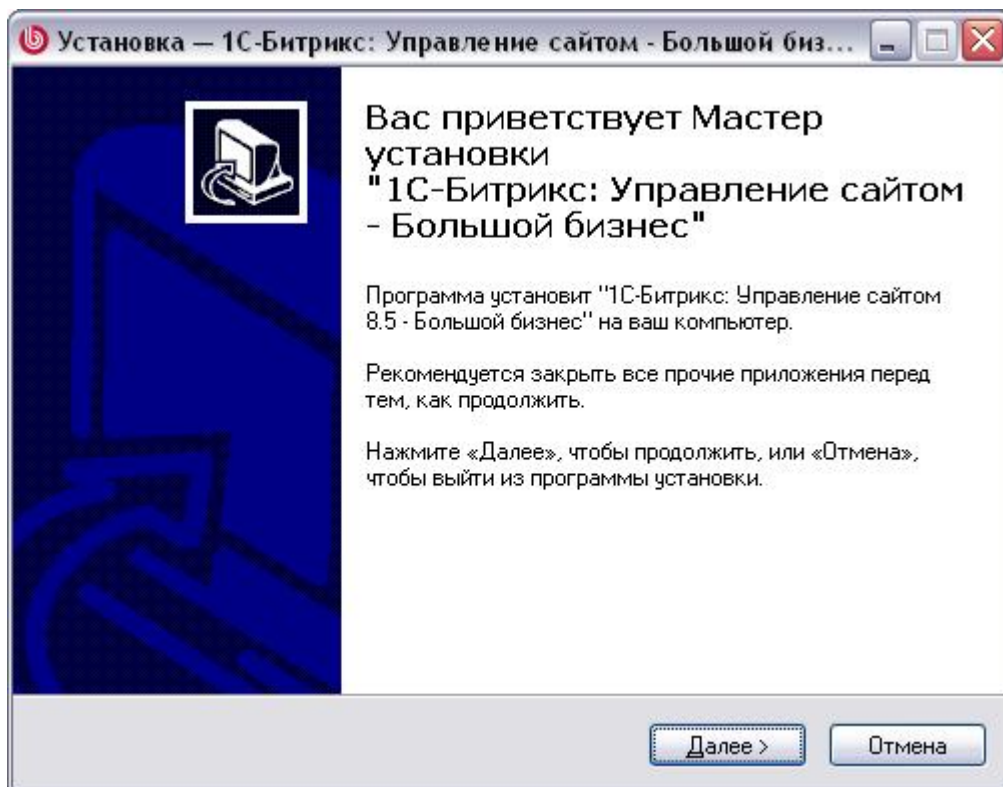 Установка — 1С-Битрикс: Управление сайтом - Большой биз...
Вас приветствует Мастер
установки
"1С-Битрикс: Управление сайтом
- Большой бизнес"
Программа установит "1С-Битрикс: Управление сайтом
8.5 - Большой бизнес" на ваш компьютер.
Рекомендуется закрыть все прочие приложения перед
тем, как продолжить.
Нажмите «Далее», чтобы продолжить, или «Отмена»,
чтобы выйти из программы установки.
Далее >
Отмена